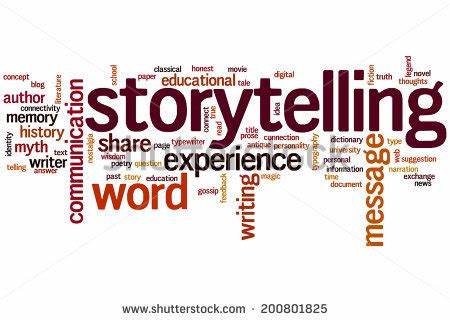 concept
blog
author
connectivity
memory
history
identity
myth
text
writer
telling
answer
literature
communication
nostalgia
school
classical
honest
movie
paper
educational
tale
digital
storytelling
connect
true
read
idea
fiction
truth
legend
novel
thoughts
share
page
typewriter
wisdom
poetry
question
past
story
education
word
experience
gossip
feedback
writing
magic
title
prose
connection
antique
personality
biography
dictionary
university
personal
information
time
document
message
type
web
suggestion
narration
exchange
news
shutterstock
www.shutterstock.com · 200801825